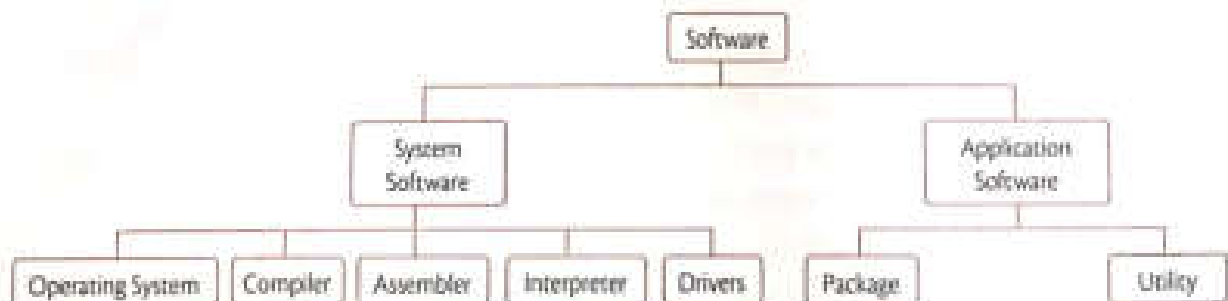 Software
System
Software
Application
Software
Operating System
Compiler
Assembler
Interpreter
Drivers
Package
Utility